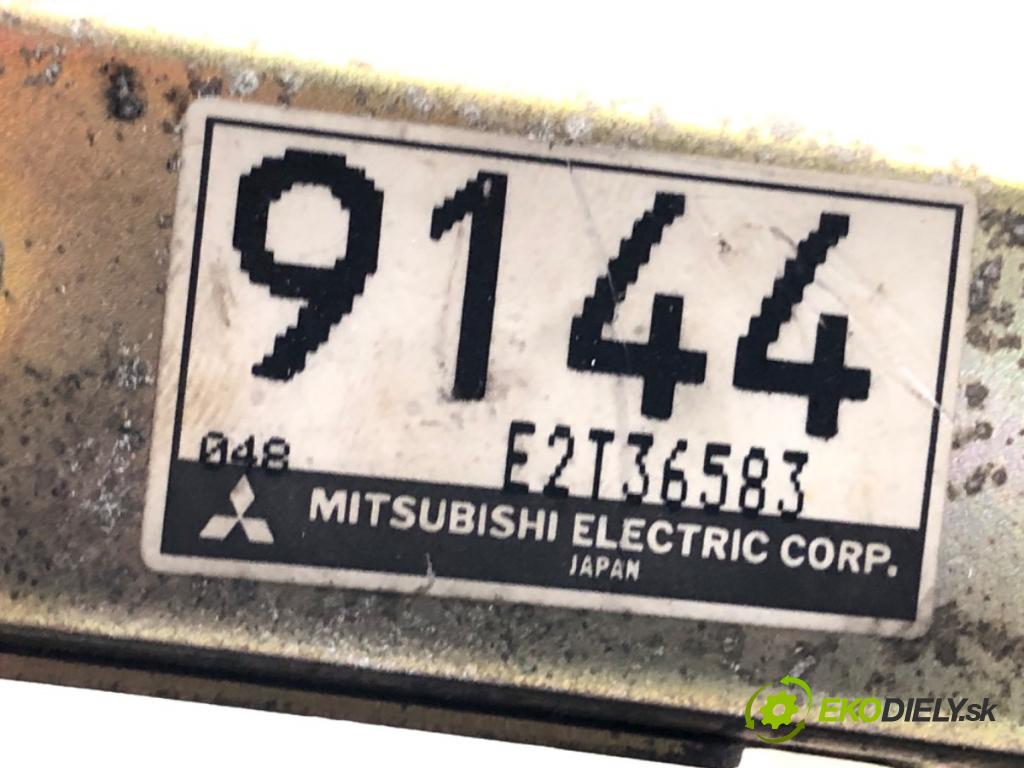 9144
048 E2T36583
MITSUBISHI ELECTRIC CORP.
JAPAN
EKODIELY.sk